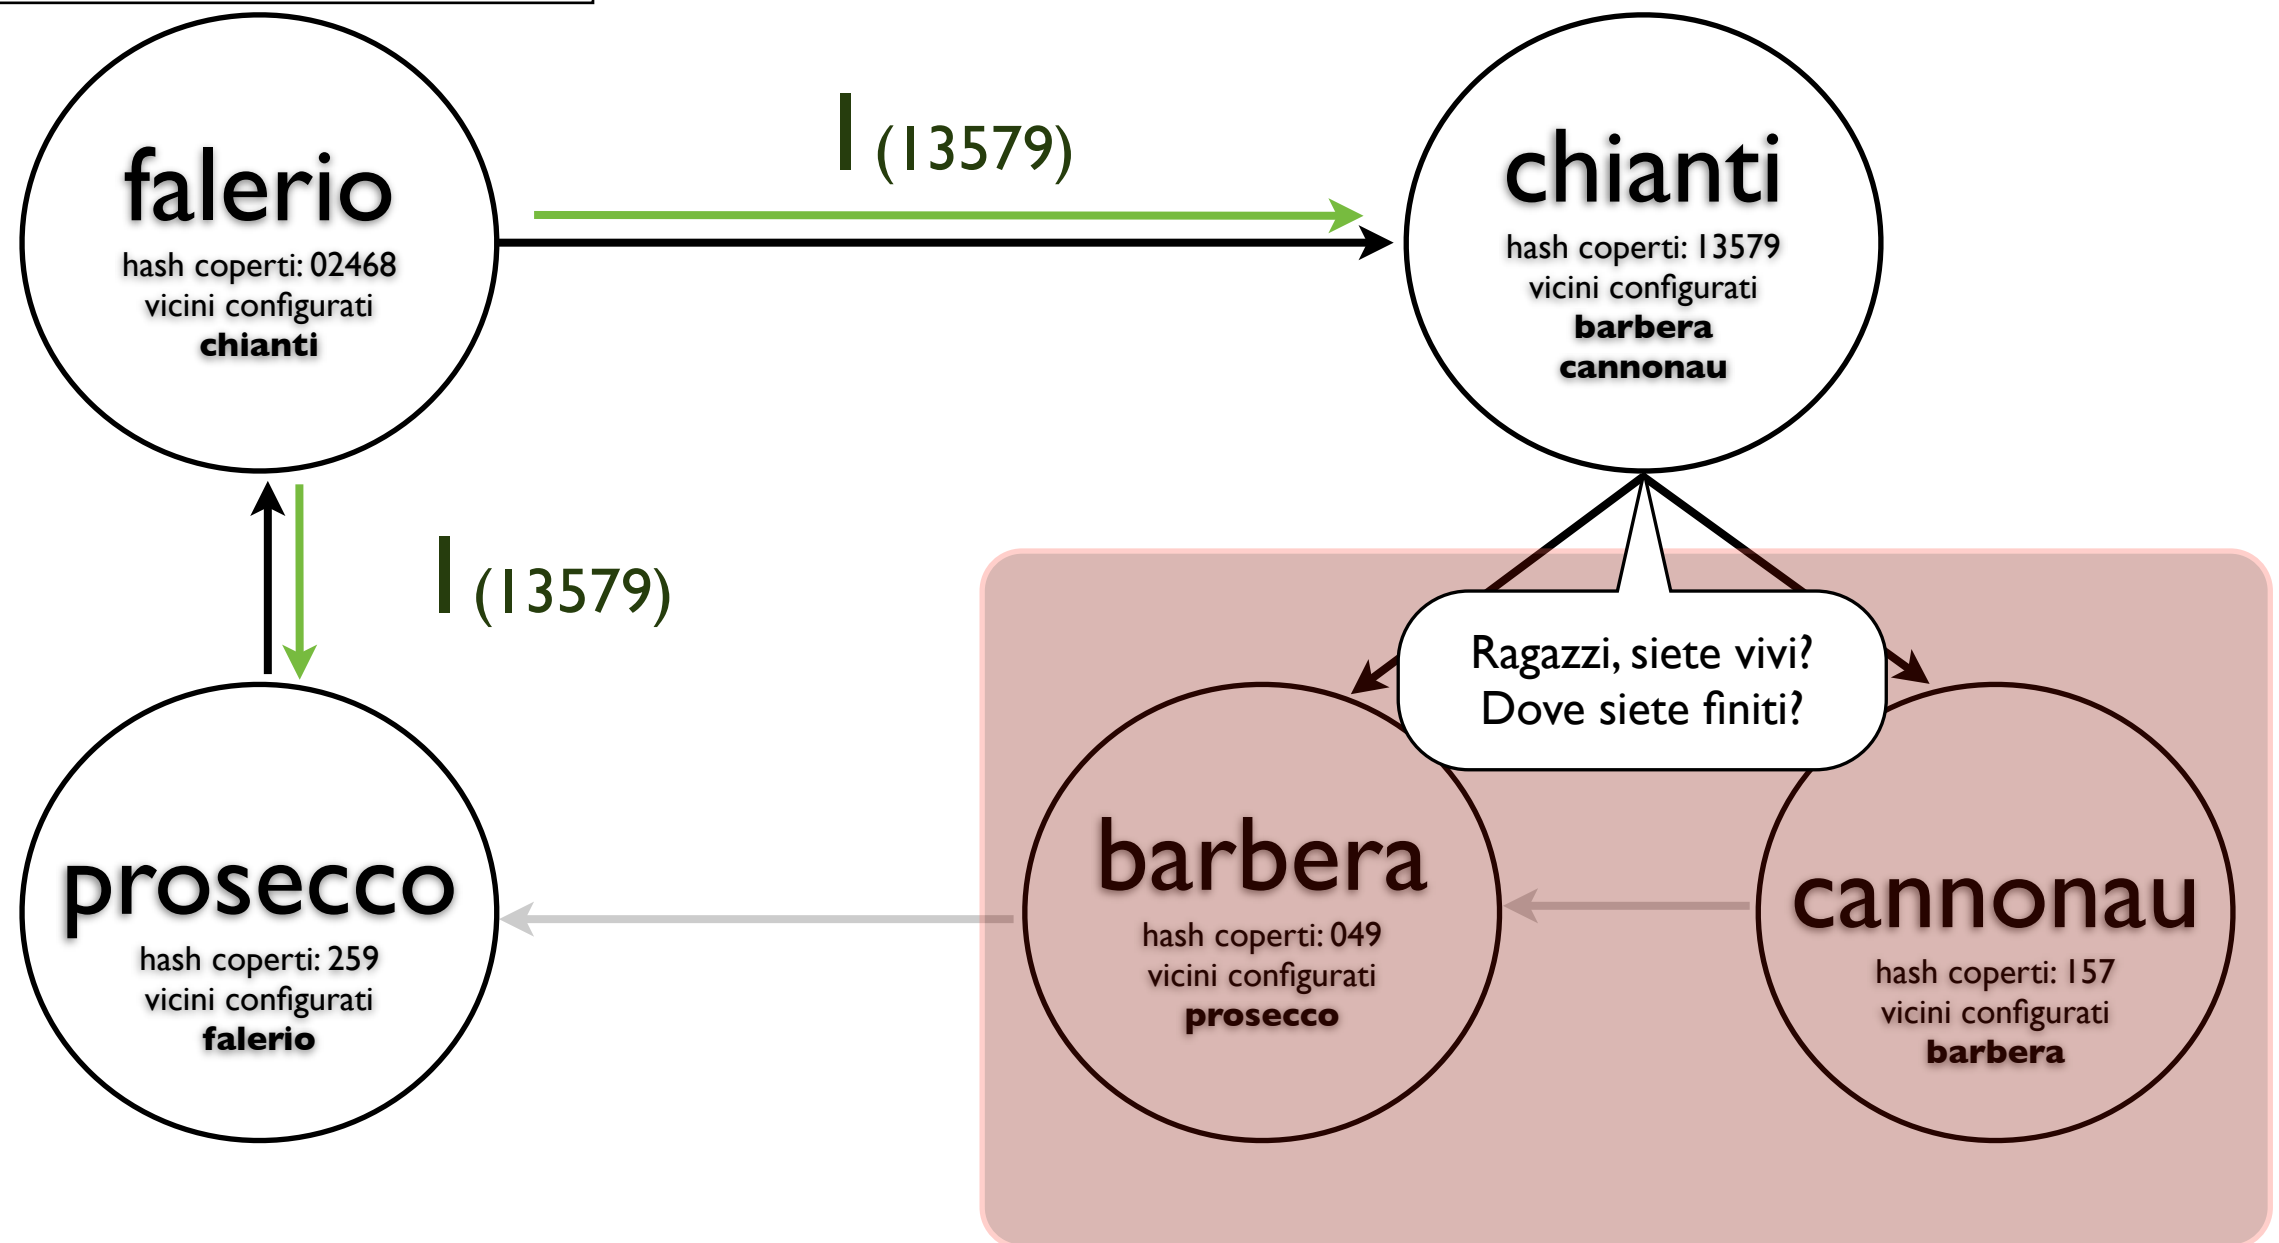 falerio
hash coperti: 02468
vicini configurati
chianti
I (13579)
chianti
hash coperti: 13579
vicini configurati
barbera
cannonau
I (13579)
Ragazzi, siete vivi?
Dove siete finiti?
prosecco
hash coperti: 259
vicini configurati
falerio
barbera
hash coperti: 049
vicini configurati
prosecco
cannonau
hash coperti: 157
vicini configurati
barbera